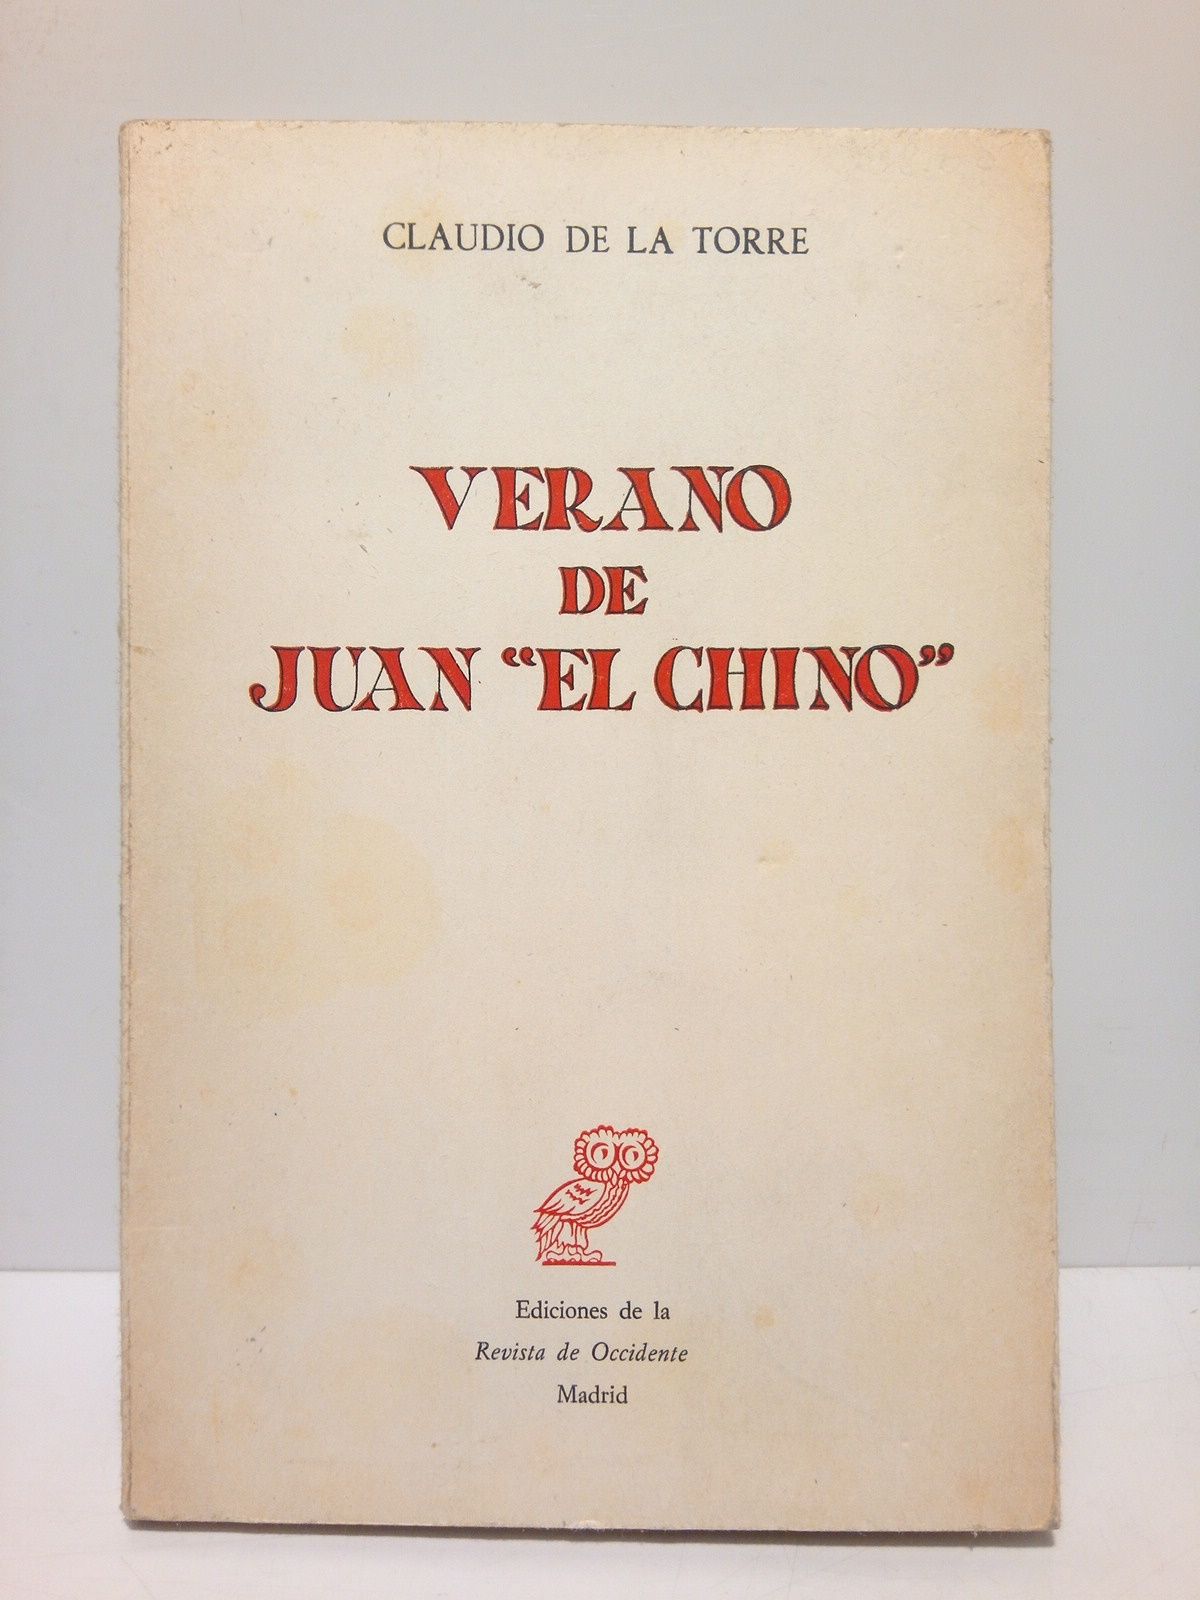 CLAUDIO DE LA TORRE
VERANO
DE
JUAN “EL CHINO”
Ediciones de la
Revista de Occidente
Madrid